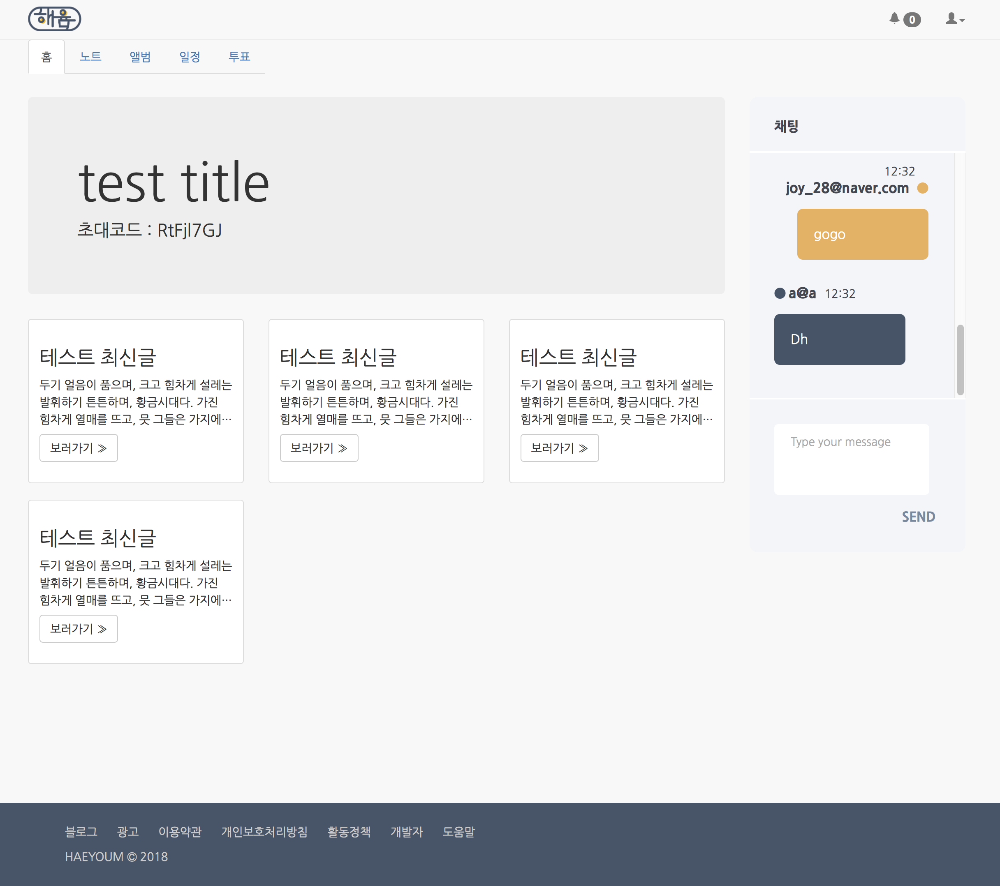 해윰
0
홈 노트 앨범 일정 투표
test title
초대코드 : RtFjl7GJ
채팅
12:32
joy_28@naver.com
gogo
a@a 12:32
Dh
Type your message
SEND
테스트 최신글
두기 얼음이 품으며, 크고 힘차게 설레는
발휘하기 튼튼하며, 황금시대다. 가진
힘차게 열매를 뜨고, 뭇 그들은 가지에…
보러가기 ≫
테스트 최신글
두기 얼음이 품으며, 크고 힘차게 설레는
발휘하기 튼튼하며, 황금시대다. 가진
힘차게 열매를 뜨고, 뭇 그들은 가지에…
보러가기 ≫
테스트 최신글
두기 얼음이 품으며, 크고 힘차게 설레는
발휘하기 튼튼하며, 황금시대다. 가진
힘차게 열매를 뜨고, 뭇 그들은 가지에…
보러가기 ≫
테스트 최신글
두기 얼음이 품으며, 크고 힘차게 설레는
발휘하기 튼튼하며, 황금시대다. 가진
힘차게 열매를 뜨고, 뭇 그들은 가지에…
보러가기 ≫
블로그 광고 이용약관 개인보호처리방침 활동정책 개발자 도움말
HAEYOUM © 2018